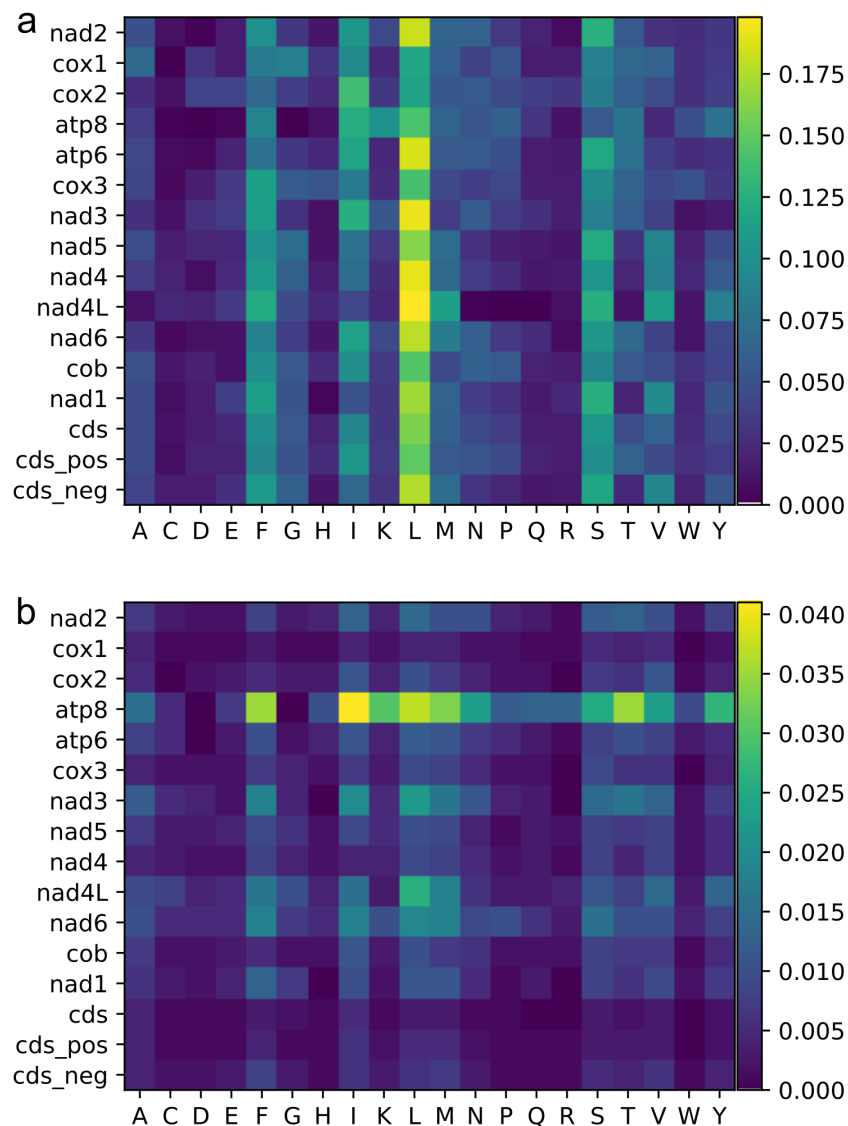 a
nad2
cox1
cox2
atp8
atp6
cox3
nad3
nad5
nad4
nad4L
nad6
cob
nad1
cds
cds_pos
cds_neg
A C D E F G H I K L M N P Q R S T V W Y
0.175
0.150
0.125
0.100
0.075
0.050
0.025
0.000
b
nad2
cox1
cox2
atp8
atp6
cox3
nad3
nad5
nad4
nad4L
nad6
cob
nad1
cds
cds_pos
cds_neg
A C D E F G H I K L M N P Q R S T V W Y
0.040
0.035
0.030
0.025
0.020
0.015
0.010
0.005
0.000